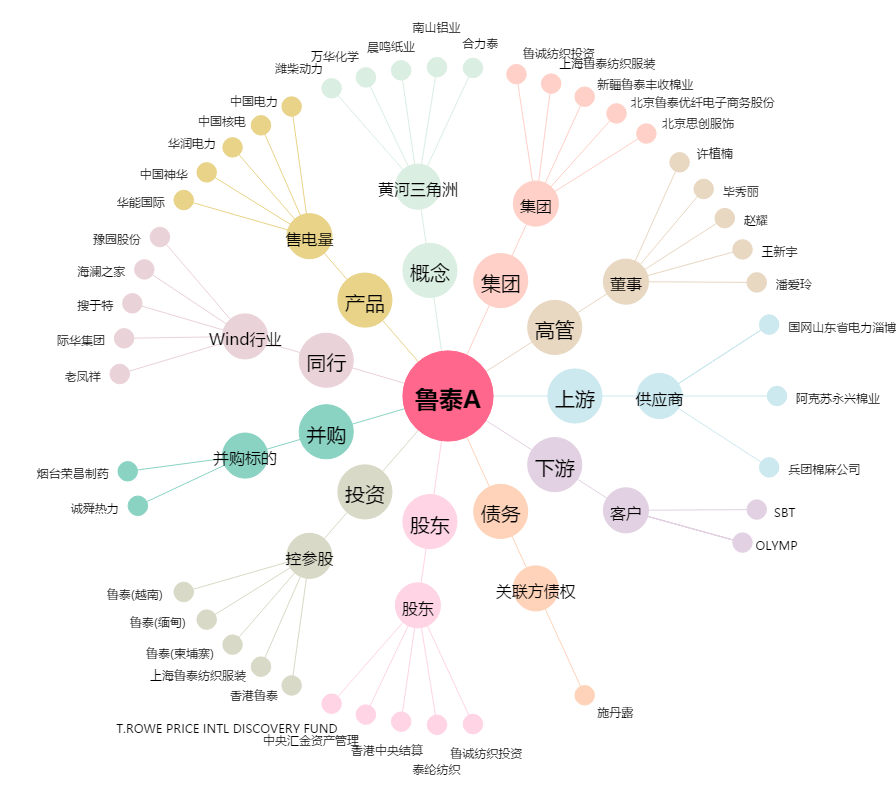 南山铝业
晨鸣纸业
合力泰
万华化学
潍柴动力
鲁诚纺织投资
上海鲁泰纺织服装
新疆鲁泰丰收棉业
北京鲁泰优纤电子商务股份
北京思创服饰
中国电力
中国核电
华润电力
中国神华
华能国际
黄河三角洲
集团
许植楠
毕秀丽
赵耀
王新宇
潘爱玲
售电量
概念
集团
董事
豫园股份
海澜之家
搜于特
际华集团
老凤祥
产品
高管
Wind行业
同行
国网山东省电力淄博
鲁泰A
上游
供应商
阿克苏永兴棉业
并购
并购标的
下游
兵团棉麻公司
烟台荣昌制药
诚舜热力
投资
股东
债务
客户
SBT
OLYMP
控参股
关联方债权
鲁泰(越南)
鲁泰(缅甸)
鲁泰(柬埔寨)
上海鲁泰纺织服装
香港鲁泰
股东
施丹露
T.ROWE PRICE INTL DISCOVERY FUND
中央汇金资产管理
香港中央结算
泰纶纺织
鲁诚纺织投资